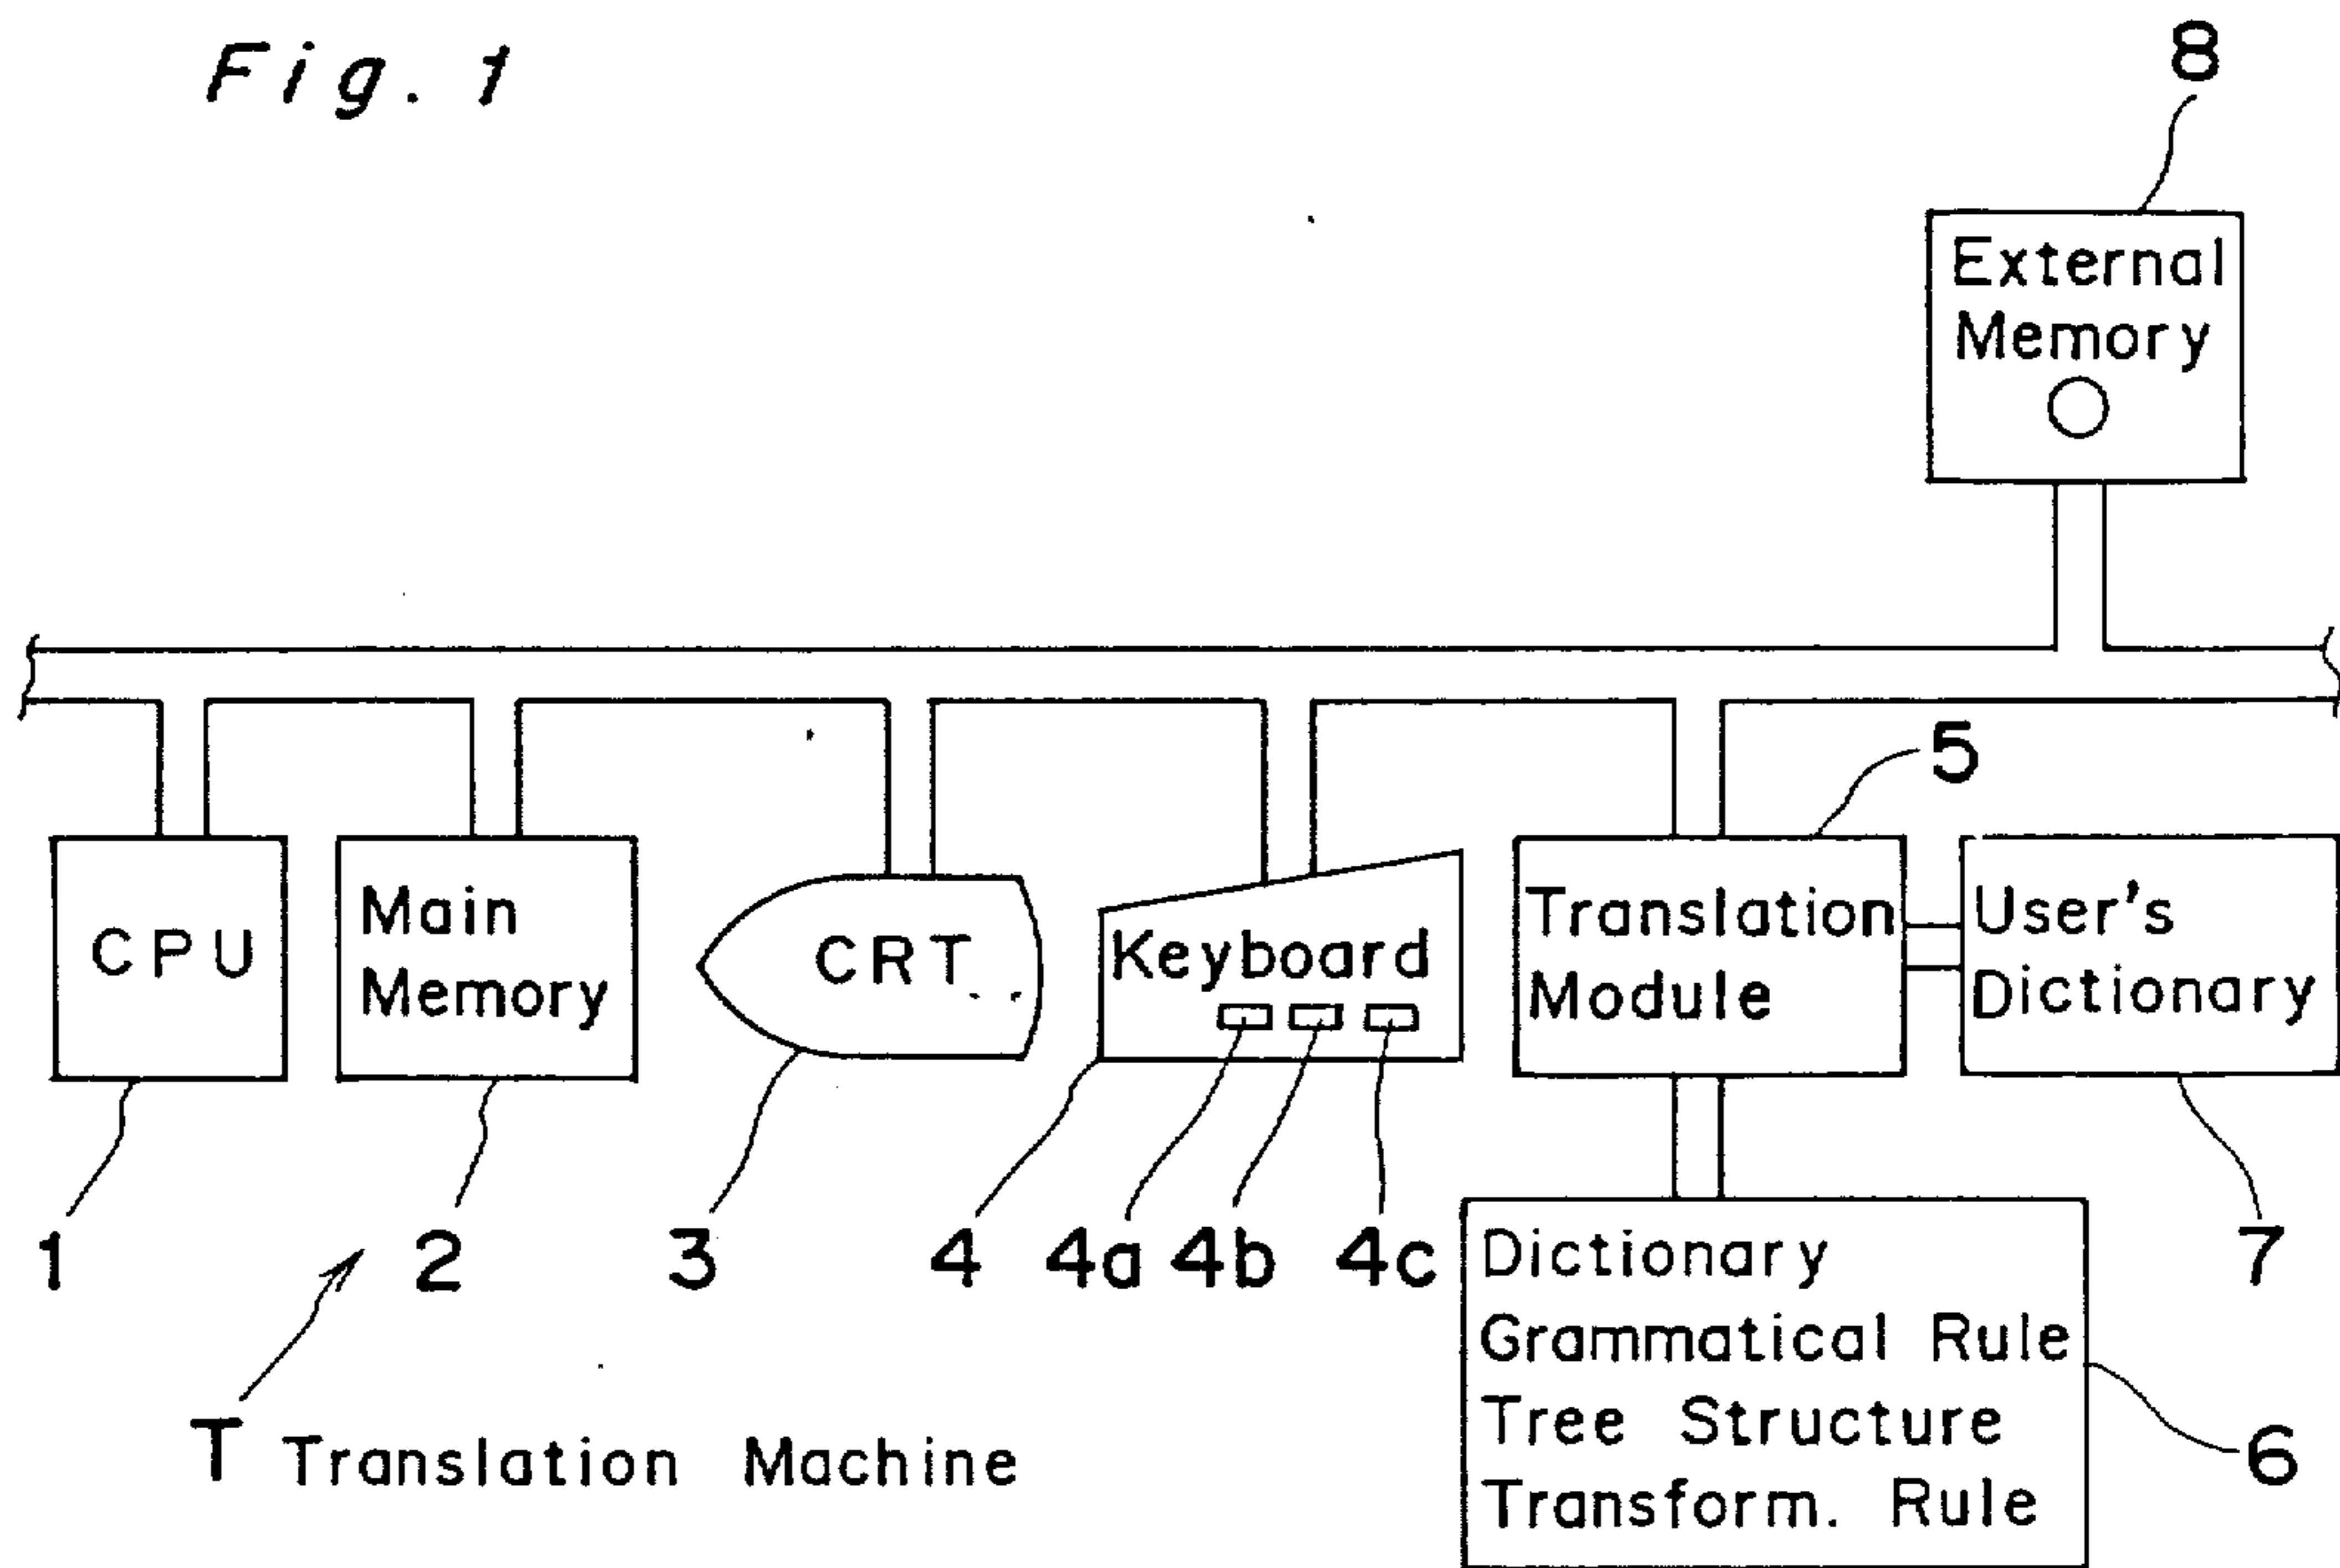 Fig. 1
8
External
Memory
5
CPU
Main
Memory
CRT
Keyboard
Translation
Module
User's
Dictionary
1
2
3
4
4a
4b
4c
7
Dictionary
Grammatical Rule
Tree Structure
Transform. Rule
6
T Translation Machine